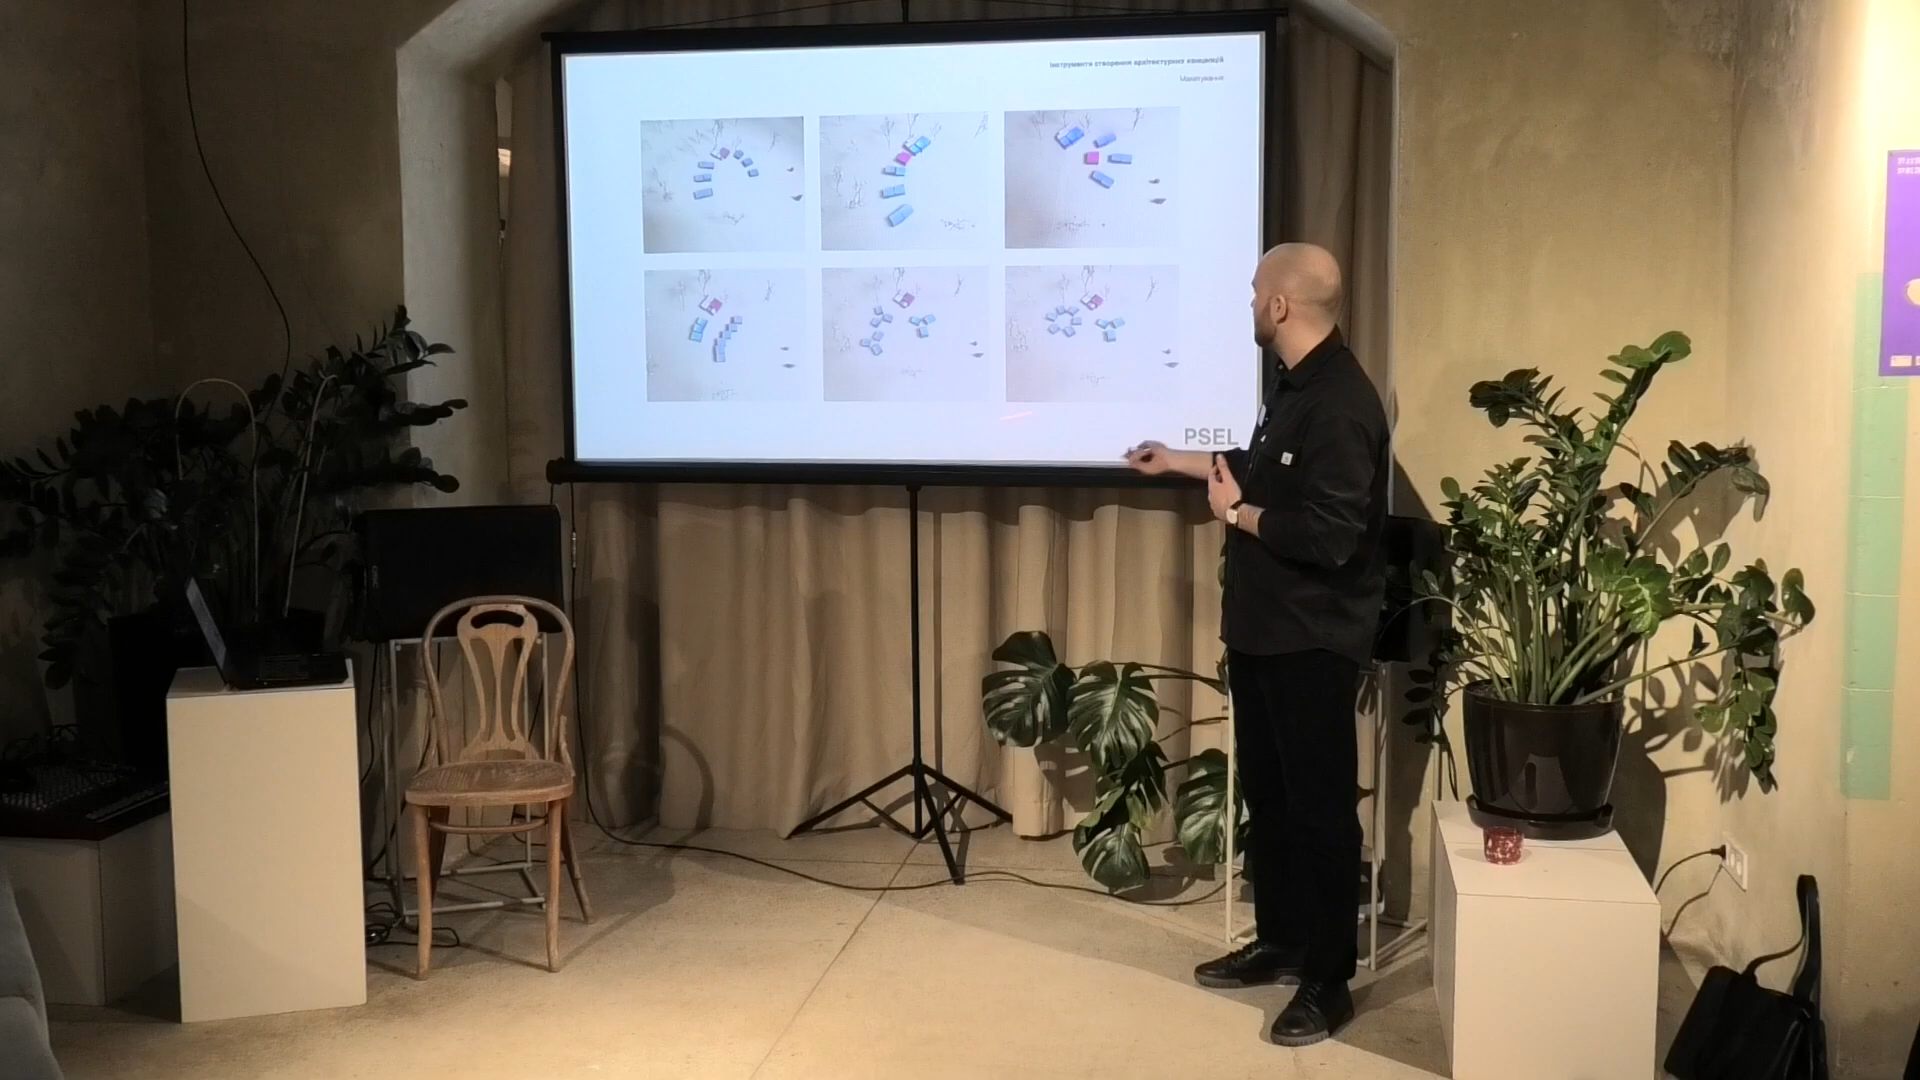 Інструменти створення архітектурних концепцій
Макетування
PSEL